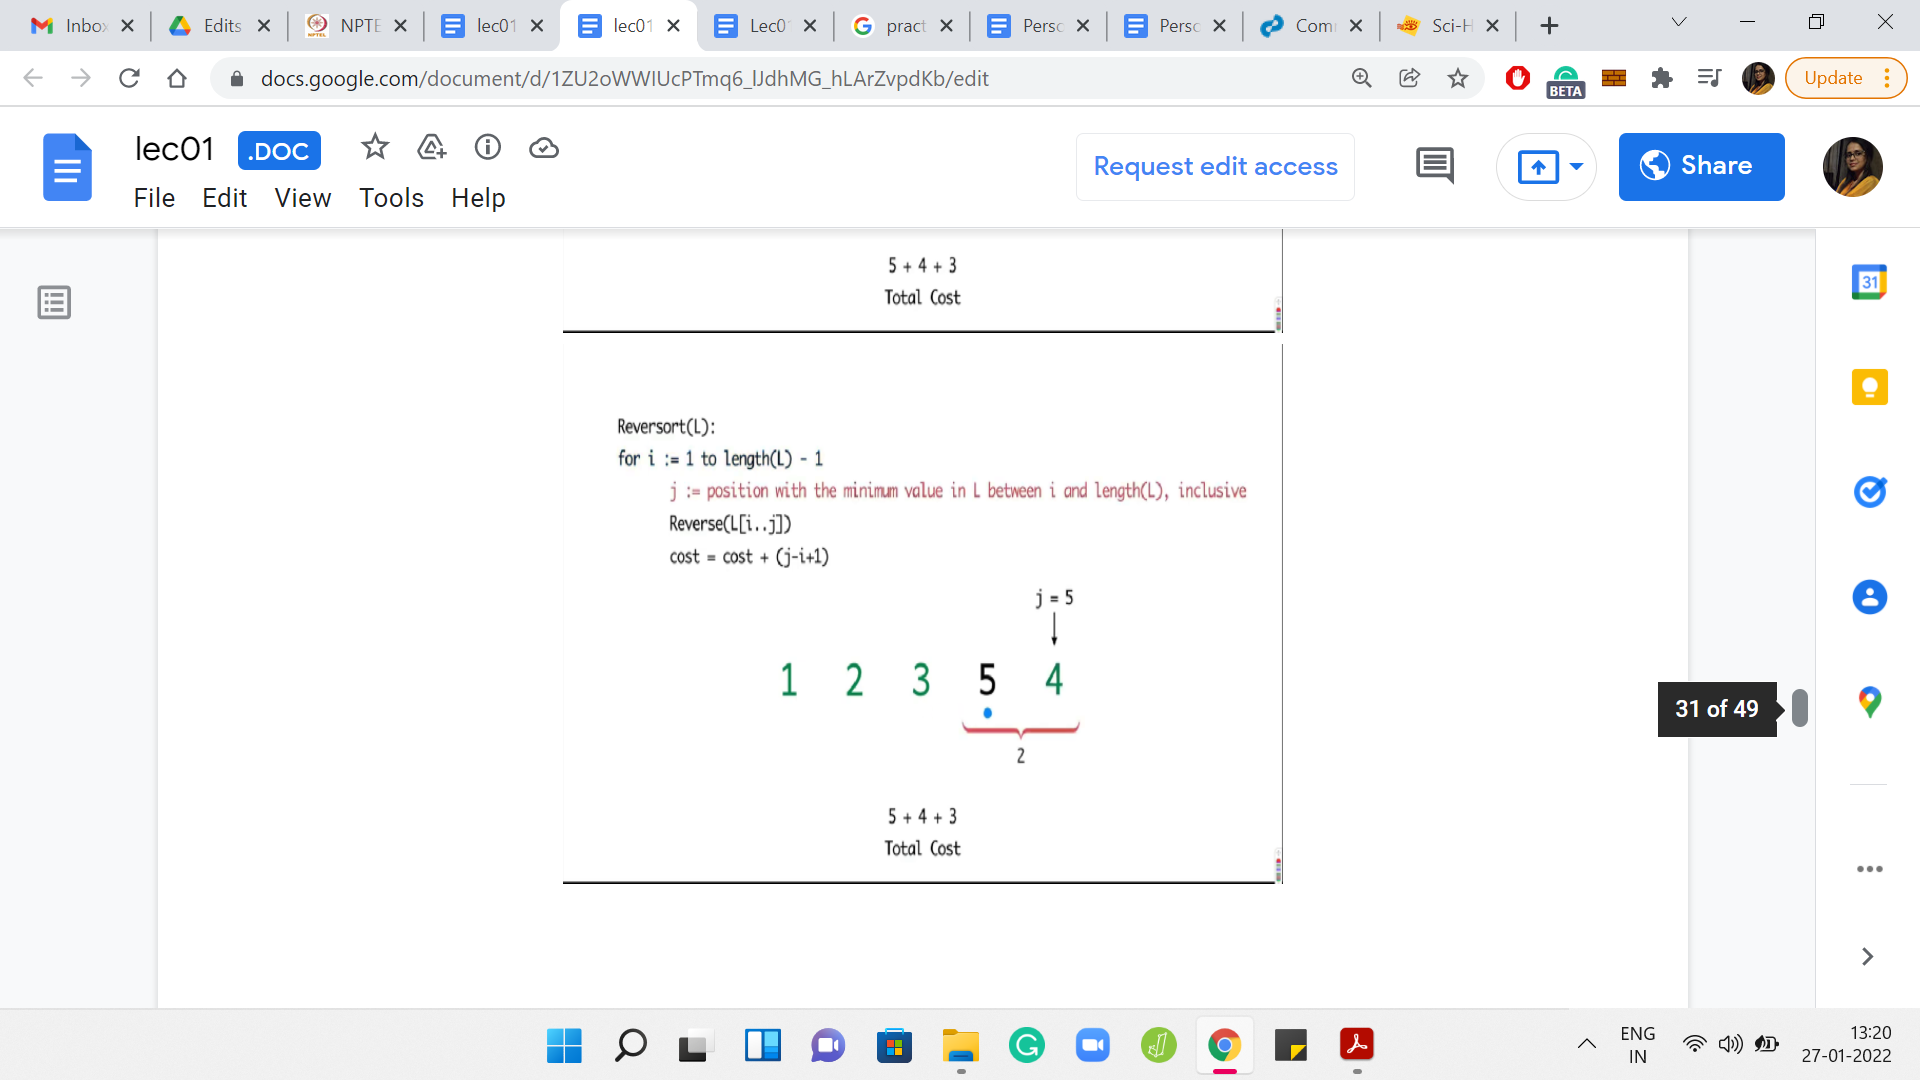 Inbox
Edits
NPTE
lec01
lec01
Lec01
pract
Perso
Perso
Com
Sci-H
docs.google.com/document/d/1ZU2oWWIUcPTmq6_lJdhMG_hLArZvpdKb/edit
BETA
Update
lec01 .DOC
File Edit View Tools Help
Request edit access
Share
5 + 4 + 3
Total Cost
Reversort(L):
for i := 1 to length(L) - 1
j := position with the minimum value in L between i and length(L), inclusive
Reverse(L[i..j])
cost = cost + (j-i+1)
j = 5
1 2 3 5 4
2
5 + 4 + 3
Total Cost
31 of 49
31
ENG
IN
13:20
27-01-2022